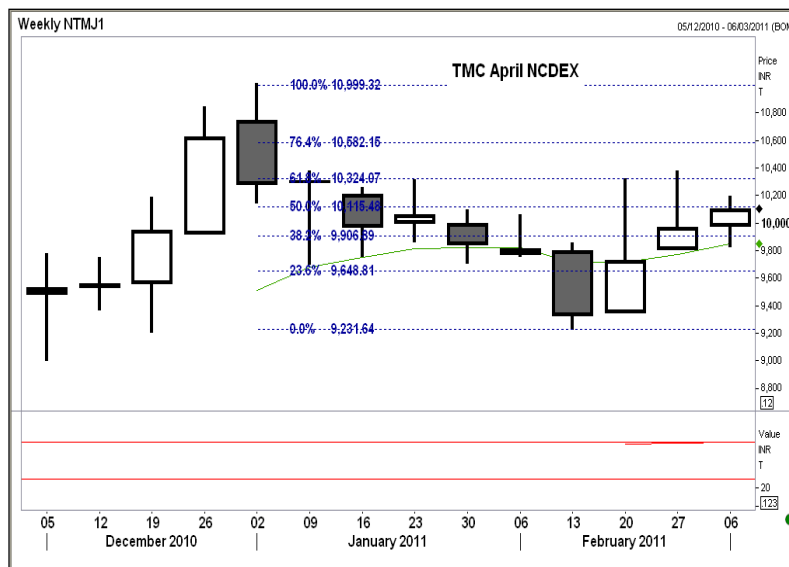 Weekly NTMJ1
05/12/2010 - 06/03/2011 (BOM
TMC April NCDEX
Price
INR
T
100.0% 10,999.32
10,800
76.4% 10,582.15
10,600
10,400
61.8% 10,324.07
10,200
50.0% 10,115.48
10,000
38.2% 9,906.89
9,800
23.6% 9,648.81
9,600
9,400
0.0% 9,231.64
9,200
9,000
8,800
.12
Value
INR
T
20
.123
05 12 19 26 02 09 16 23 30 06 13 20 27 06
December 2010 January 2011 February 2011